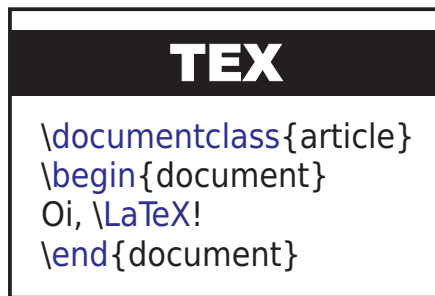 TEX
\documentclass{article}
\begin{document}
Oi, \LaTeX!
\end{document}